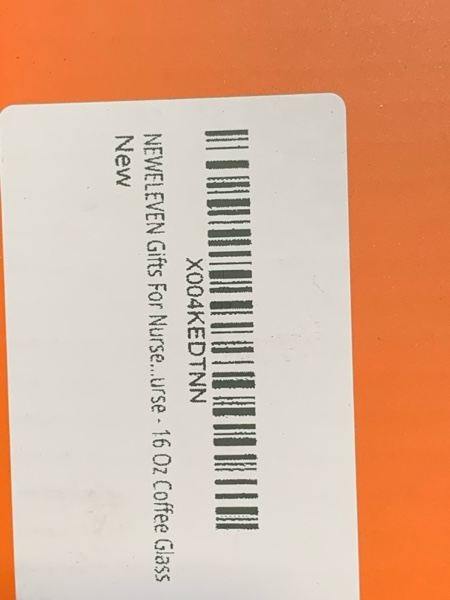 X004KEDTNN
NEWELEVEN Gifts For Nurse...urse - 16 Oz Coffee Glass
New